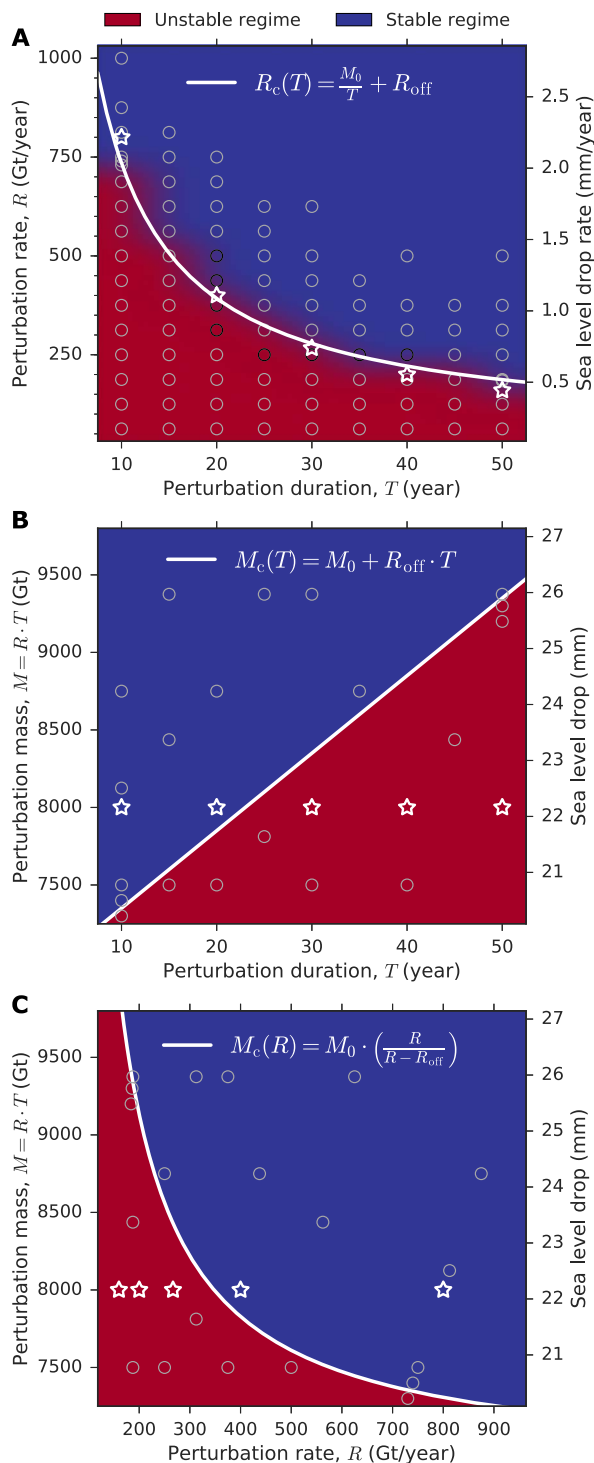 Unstable regime Stable regime
A
R_c(T) = M_0/T + R_off
1000
750
500
250
2.5
2.0
1.5
1.0
0.5
Perturbation rate, R (Gt/year)
Sea level drop rate (mm/year)
10 20 30 40 50
Perturbation duration, T (year)
B
M_c(T) = M_0 + R_off · T
9500
9000
8500
8000
7500
27
26
25
24
23
22
21
Perturbation mass, M = R · T (Gt)
Sea level drop (mm)
10 20 30 40 50
Perturbation duration, T (year)
C
M_c(R) = M_0 · (R/(R − R_off))
9500
9000
8500
8000
7500
27
26
25
24
23
22
21
Perturbation mass, M = R · T (Gt)
Sea level drop (mm)
200 300 400 500 600 700 800 900
Perturbation rate, R (Gt/year)